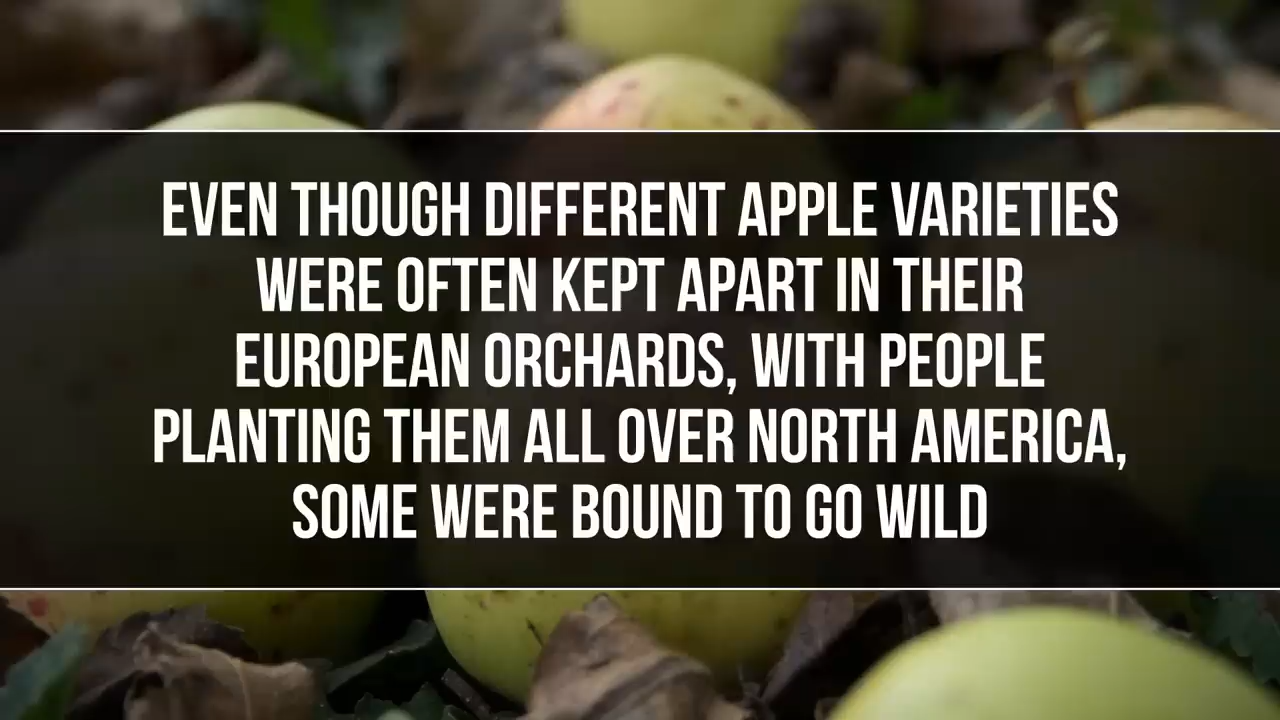 EVEN THOUGH DIFFERENT APPLE VARIETIES
WERE OFTEN KEPT APART IN THEIR
EUROPEAN ORCHARDS, WITH PEOPLE
PLANTING THEM ALL OVER NORTH AMERICA,
SOME WERE BOUND TO GO WILD